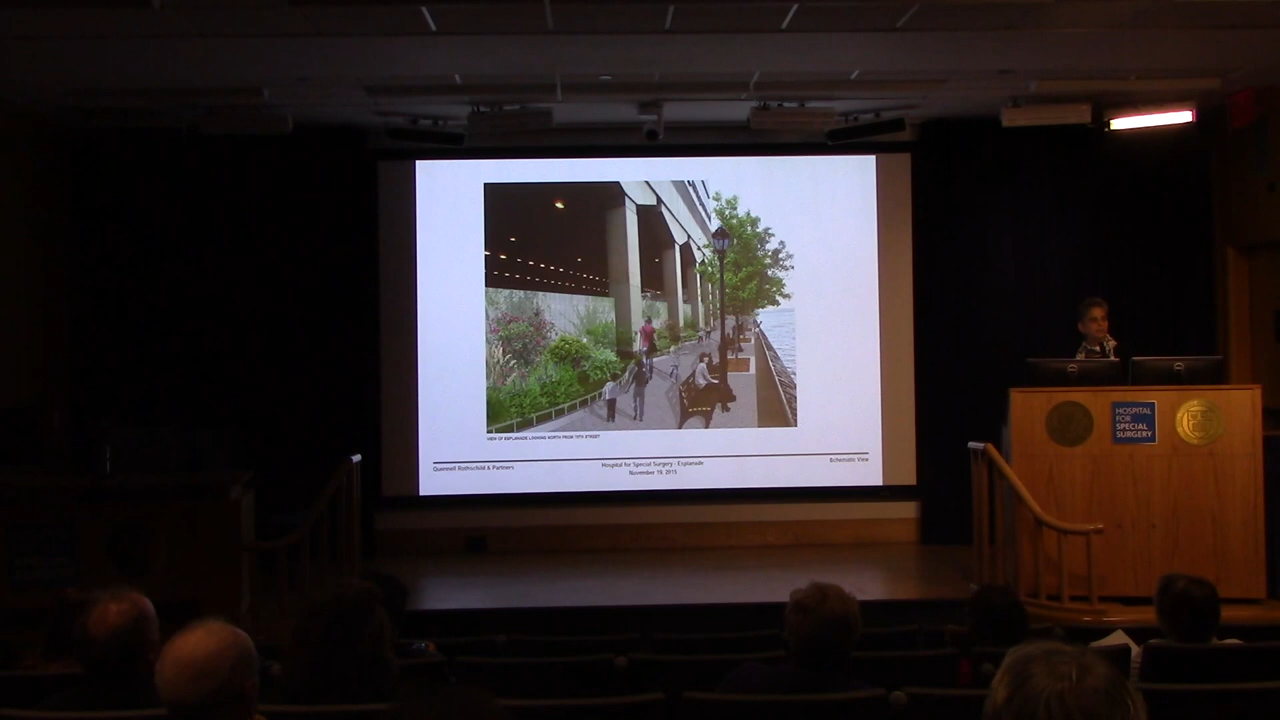 VIEW OF ESPLANADE LOOKING NORTH FROM 70TH STREET
Quennell Rothschild & Partners
Hospital for Special Surgery - Esplanade
November 19, 2015
Schematic View
HOSPITAL
FOR
SPECIAL
SURGERY